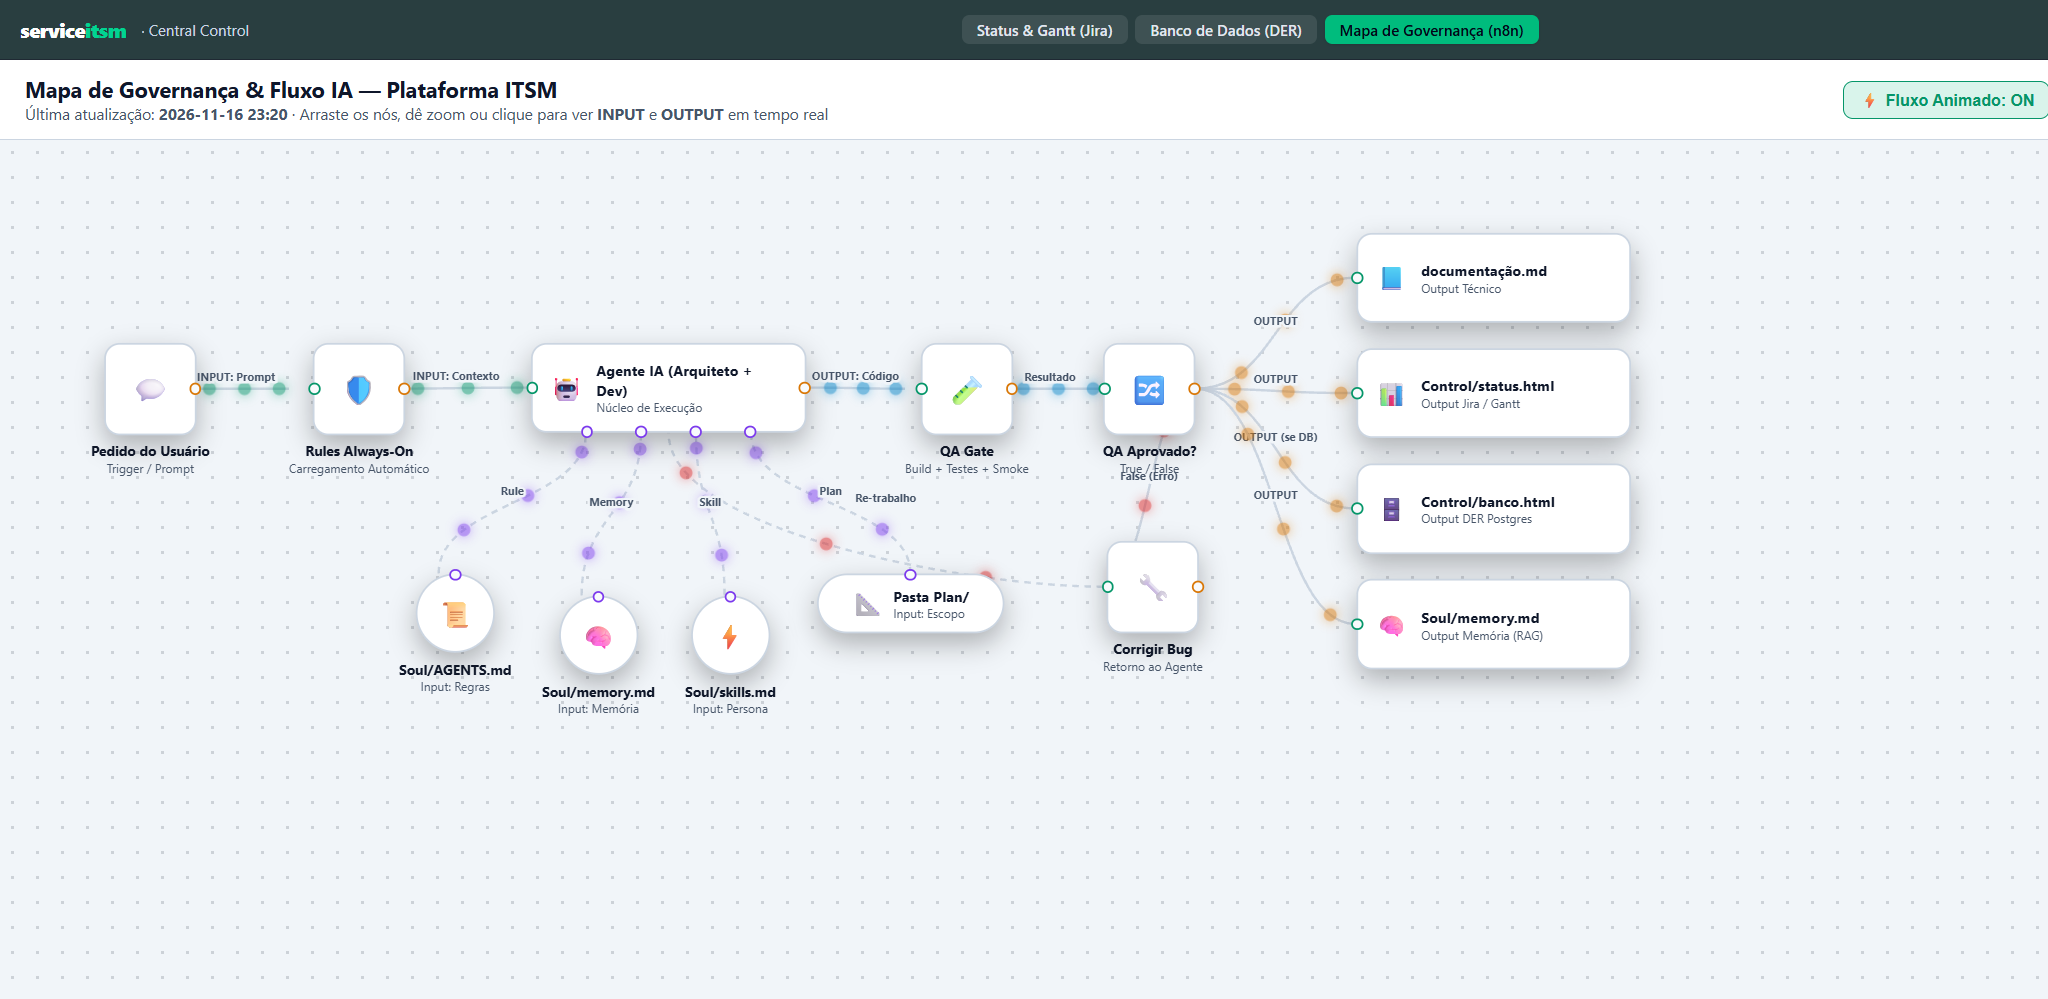 serviceitsm · Central Control
Status & Gantt (Jira)
Banco de Dados (DER)
Mapa de Governança (n8n)
Mapa de Governança & Fluxo IA — Plataforma ITSM
Última atualização: 2026-11-16 23:20 · Arraste os nós, dê zoom ou clique para ver INPUT e OUTPUT em tempo real
Fluxo Animado: ON
INPUT: Prompt
Pedido do Usuário
Trigger / Prompt
INPUT: Contexto
Rules Always-On
Carregamento Automático
Agente IA (Arquiteto +
Dev)
Núcleo de Execução
OUTPUT: Código
QA Gate
Build + Testes + Smoke
Resultado
QA Aprovado?
True / False
False (Erro)
OUTPUT
OUTPUT
OUTPUT (se DB)
OUTPUT
documentação.md
Output Técnico
Control/status.html
Output Jira / Gantt
Control/banco.html
Output DER Postgres
Soul/memory.md
Output Memória (RAG)
Rule
Memory
Skill
Plan
Re-trabalho
Soul/AGENTS.md
Input: Regras
Soul/memory.md
Input: Memória
Soul/skills.md
Input: Persona
Pasta Plan/
Input: Escopo
Corrigir Bug
Retorno ao Agente